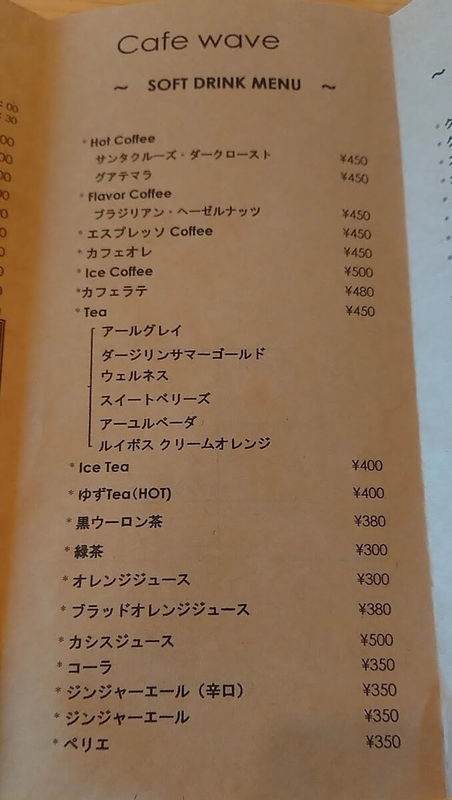 Cafe wave
~ SOFT DRINK MENU ~
* Hot Coffee
サンタクルーズ・ダークロースト ¥450
グアテマラ ¥450
* Flavor Coffee
ブラジリアン・ヘーゼルナッツ ¥450
* エスプレッソ Coffee ¥450
* カフェオレ ¥450
* Ice Coffee ¥500
*カフェラテ ¥480
* Tea ¥450
アールグレイ
ダージリンサマーゴールド
ウェルネス
スイートベリーズ
アーユルベーダ
ルイボス クリームオレンジ
* Ice Tea ¥400
* ゆずTea(HOT) ¥400
* 黒ウーロン茶 ¥380
* 緑茶 ¥300
* オレンジジュース ¥300
* ブラッドオレンジジュース ¥380
* カシスジュース ¥500
* コーラ ¥350
* ジンジャーエール（辛口） ¥350
* ジンジャーエール ¥350
* ペリエ ¥350